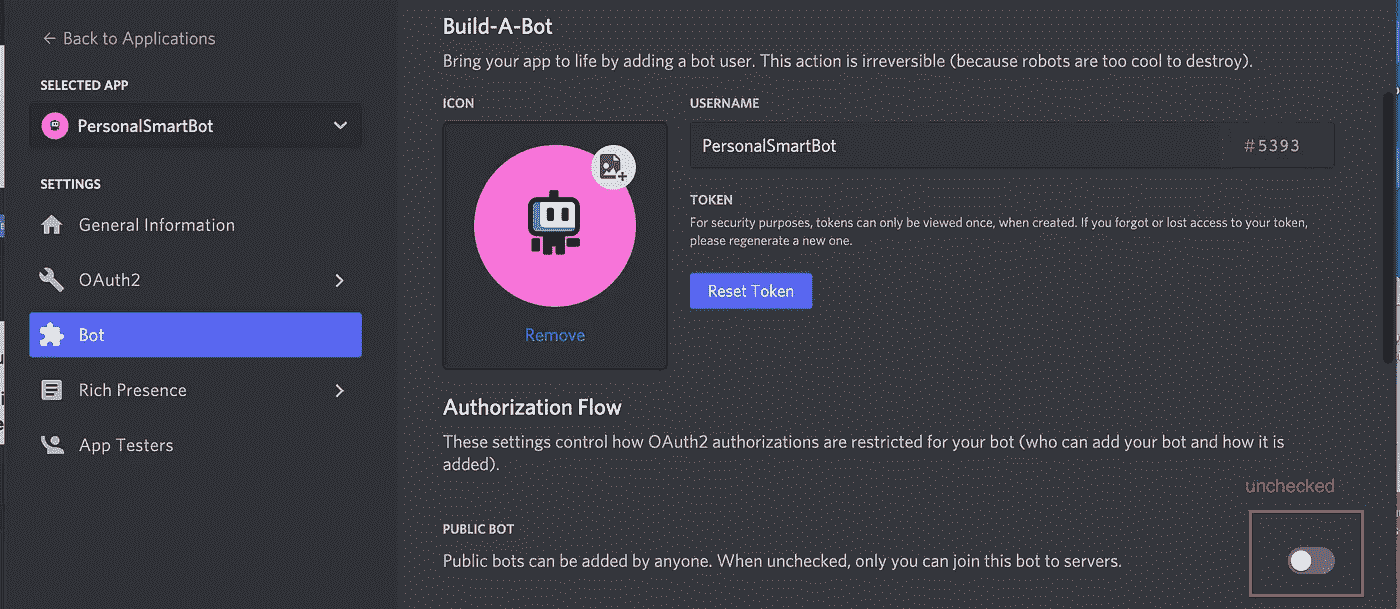 ← Back to Applications
SELECTED APP
PersonalSmartBot
SETTINGS
General Information
OAuth2
Bot
Rich Presence
App Testers
Build-A-Bot
Bring your app to life by adding a bot user. This action is irreversible (because robots are too cool to destroy).
ICON
Remove
USERNAME
PersonalSmartBot #5393
TOKEN
For security purposes, tokens can only be viewed once, when created. If you forgot or lost access to your token,
please regenerate a new one.
Reset Token
Authorization Flow
These settings control how OAuth2 authorizations are restricted for your bot (who can add your bot and how it is
added).
unchecked
PUBLIC BOT
Public bots can be added by anyone. When unchecked, only you can join this bot to servers.